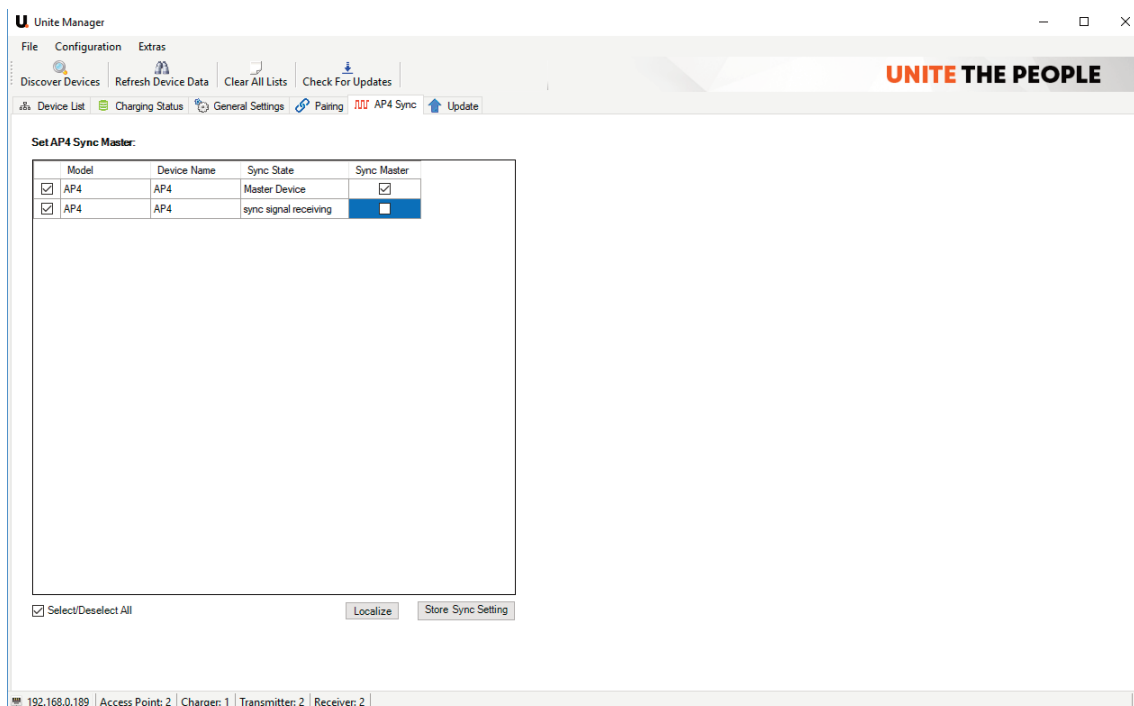 U. Unite Manager
File Configuration Extras
Discover Devices Refresh Device Data Clear All Lists Check For Updates
UNITE THE PEOPLE
Device List Charging Status General Settings Pairing AP4 Sync Update
Set AP4 Sync Master:
Model Device Name Sync State Sync Master
AP4 AP4 Master Device
AP4 AP4 sync signal receiving
Select/Deselect All Localize Store Sync Setting
192.168.0.189 Access Point: 2 Charger: 1 Transmitter: 2 Receiver: 2